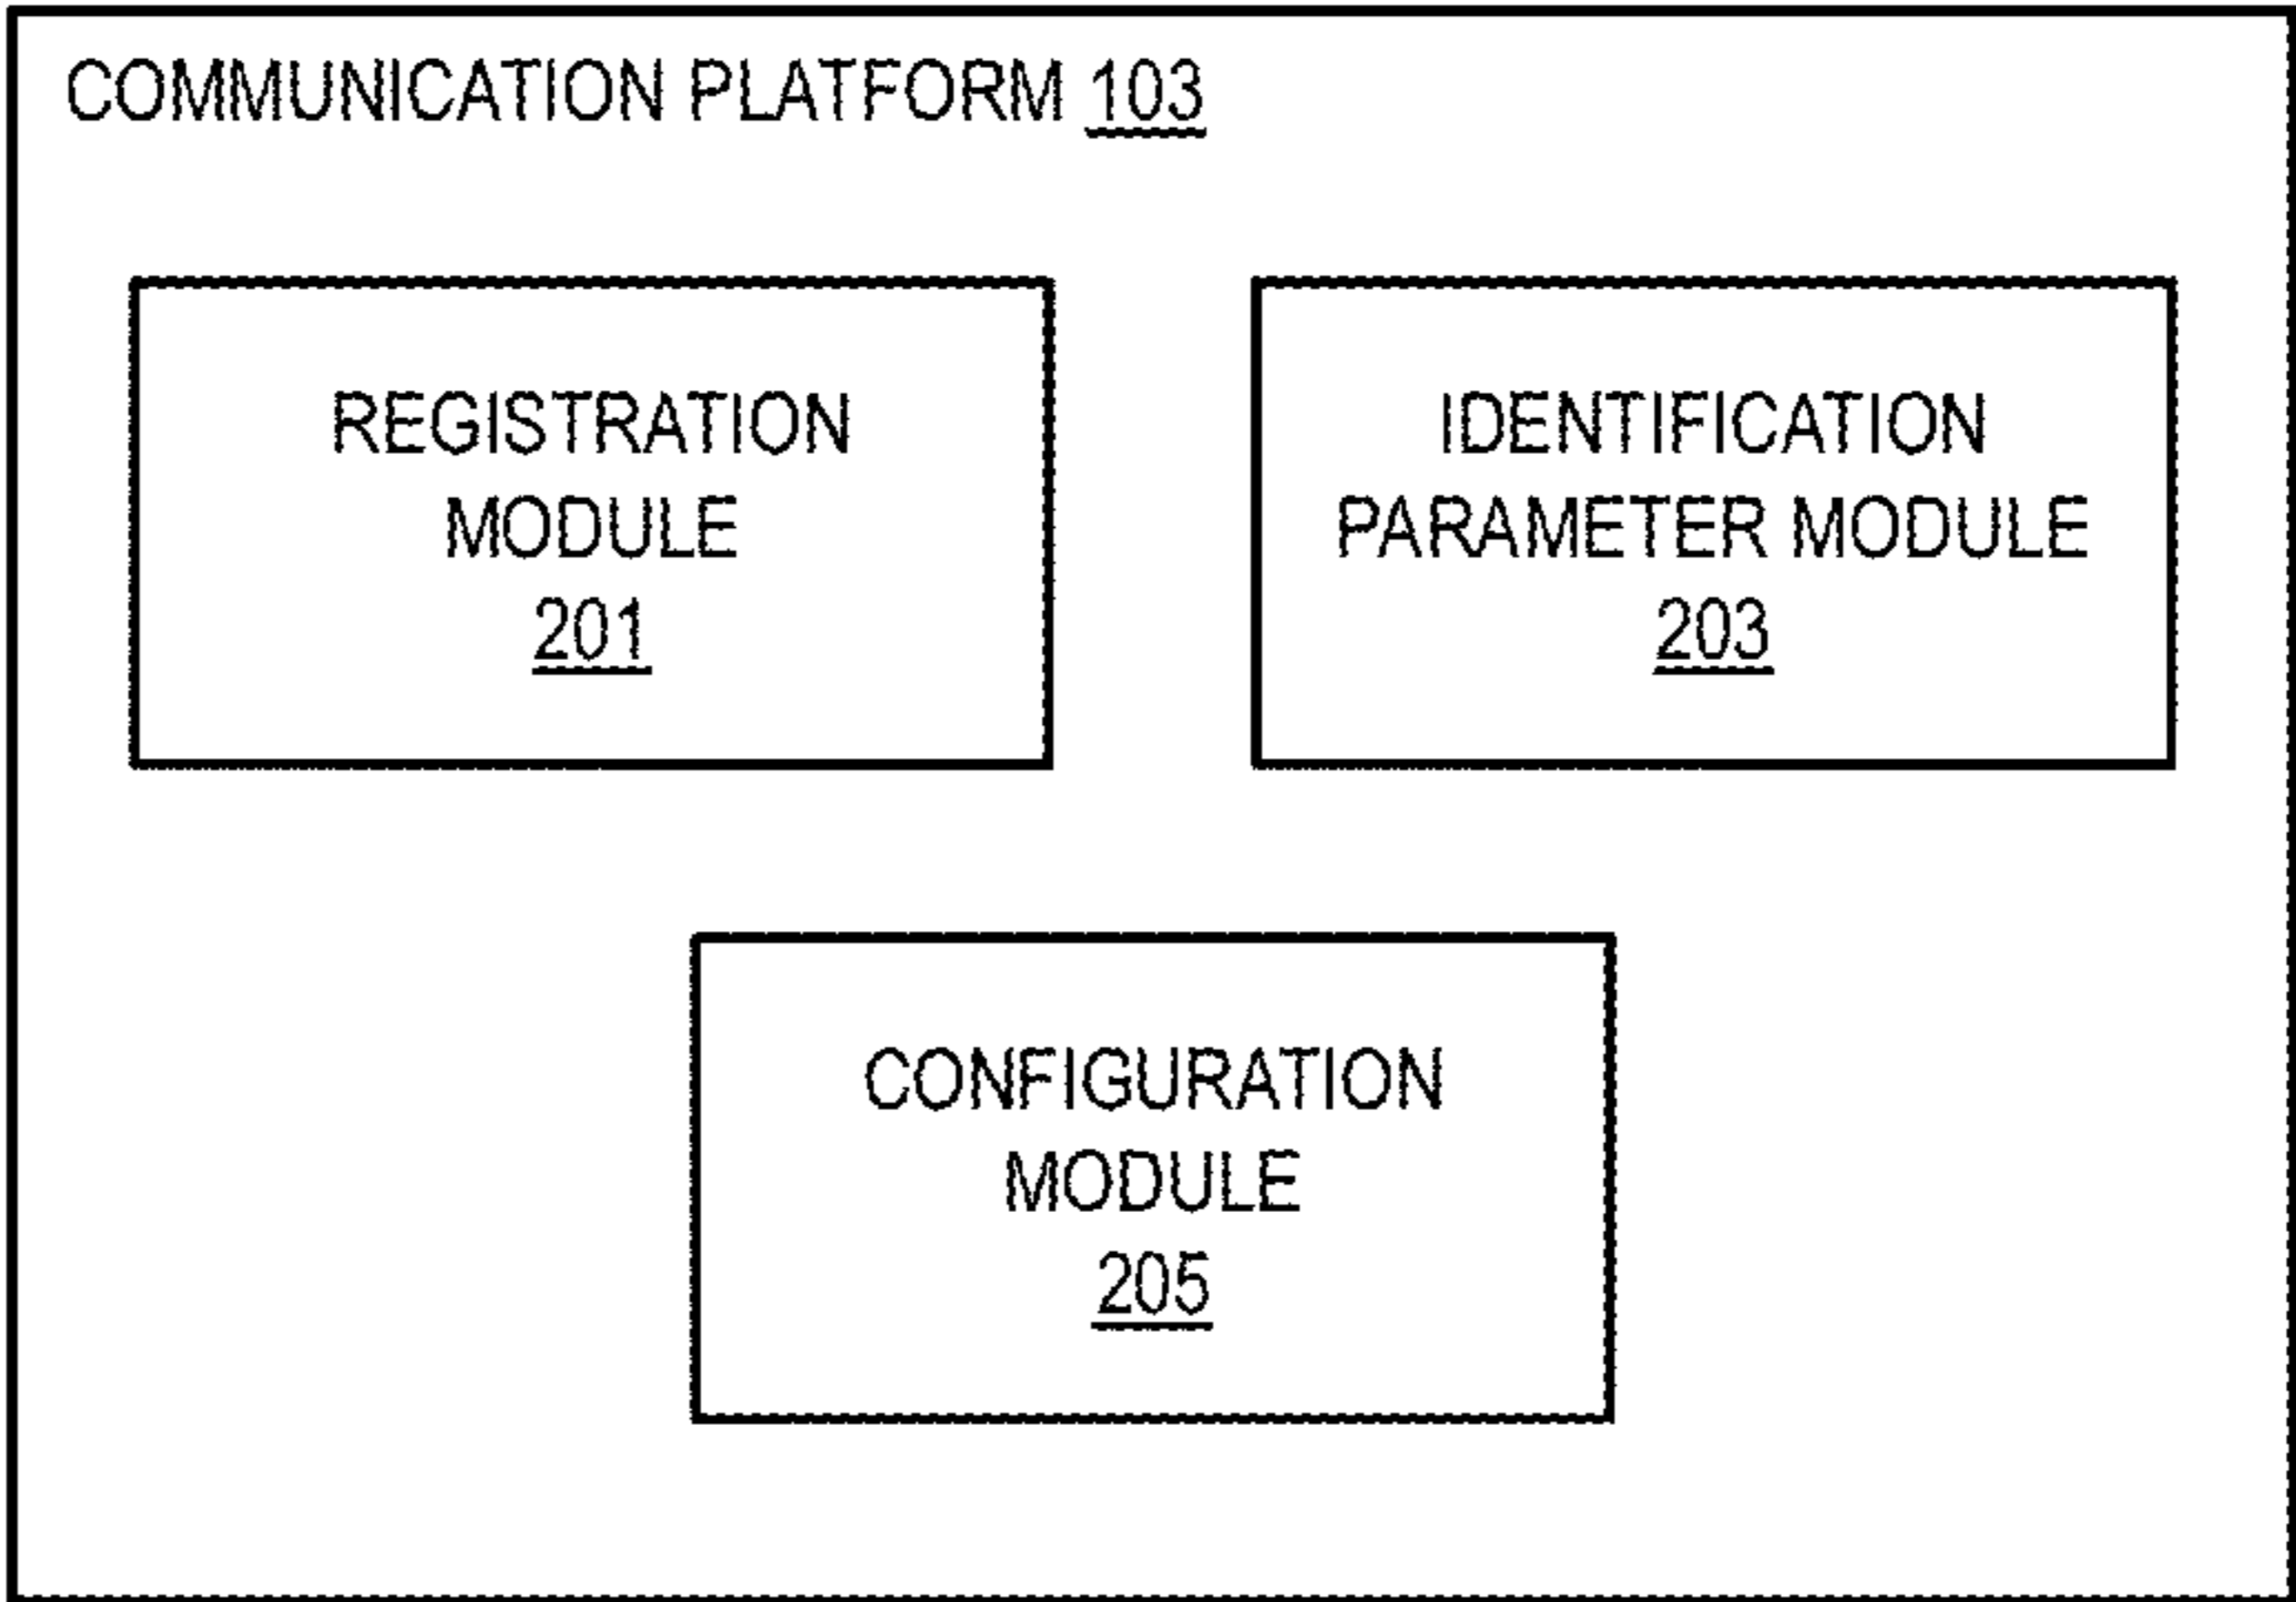 COMMUNICATION PLATFORM 103
REGISTRATION
MODULE
201
IDENTIFICATION
PARAMETER MODULE
203
CONFIGURATION
MODULE
205